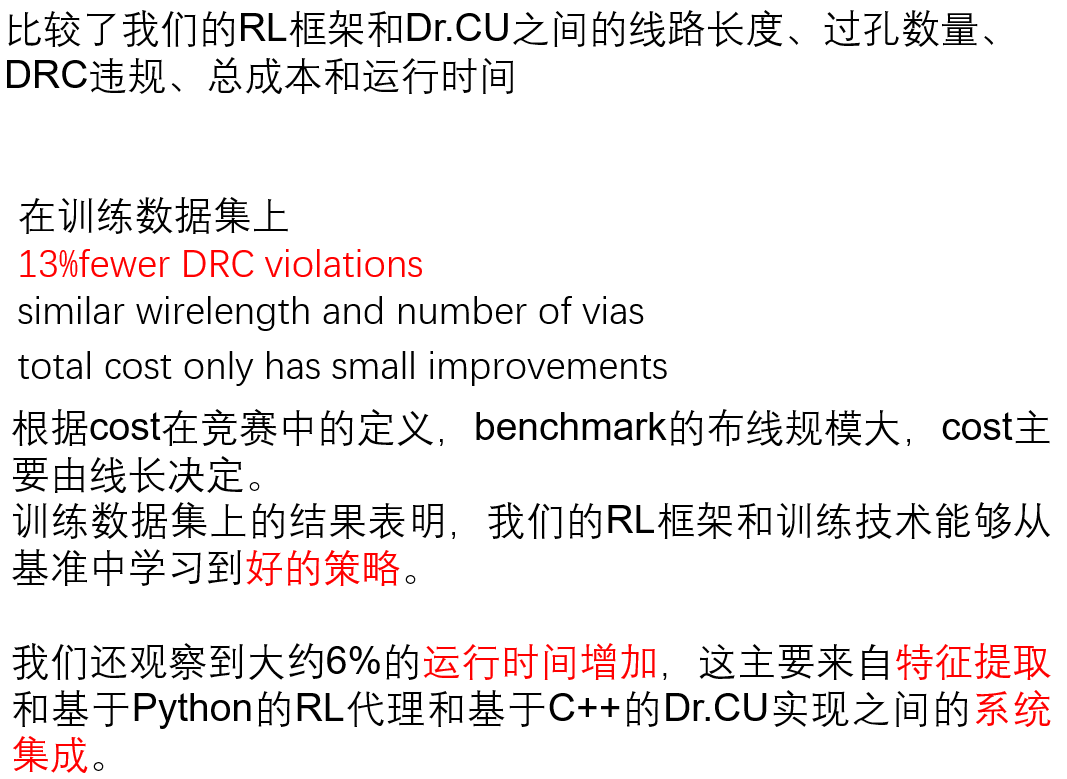 比较了我们的RL框架和Dr.CU之间的线路长度、过孔数量、
DRC违规、总成本和运行时间
在训练数据集上
13%fewer DRC violations
similar wirelength and number of vias
total cost only has small improvements
根据cost在竞赛中的定义，benchmark的布线规模大，cost主
要由线长决定。
训练数据集上的结果表明，我们的RL框架和训练技术能够从
基准中学习到好的策略。
我们还观察到大约6%的运行时间增加，这主要来自特征提取
和基于Python的RL代理和基于C++的Dr.CU实现之间的系统
集成。